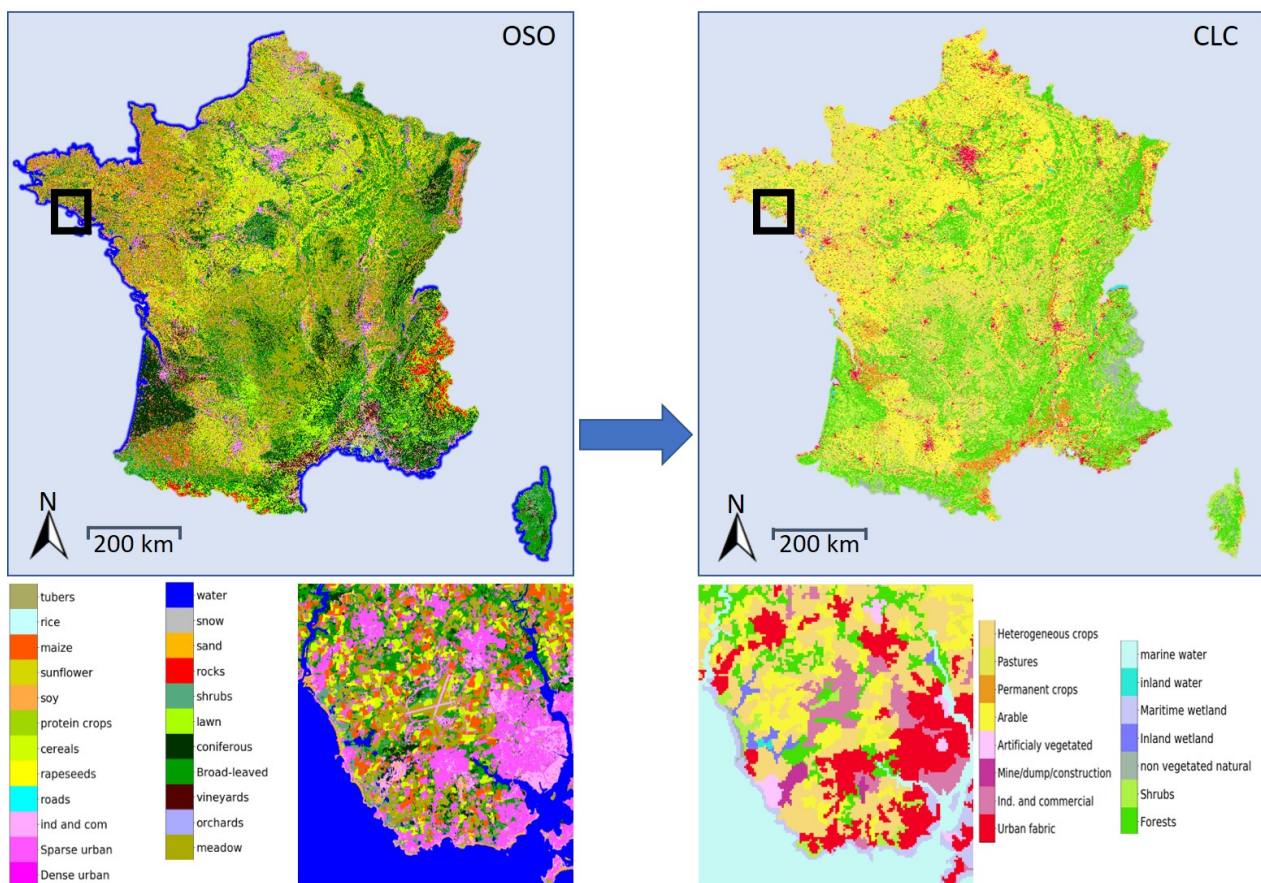 OSO
CLC
N
200 km
N
200 km
tubers
rice
maize
sunflower
soy
protein crops
cereals
rapeseeds
roads
ind and com
Sparse urban
Dense urban
water
snow
sand
rocks
shrubs
lawn
coniferous
Broad-leaved
vineyards
orchards
meadow
Heterogeneous crops
Pastures
Permanent crops
Arable
Artificialy vegetated
Mine/dump/construction
Ind. and commercial
Urban fabric
marine water
inland water
Maritime wetland
Inland wetland
non vegetated natural
Shrubs
Forests